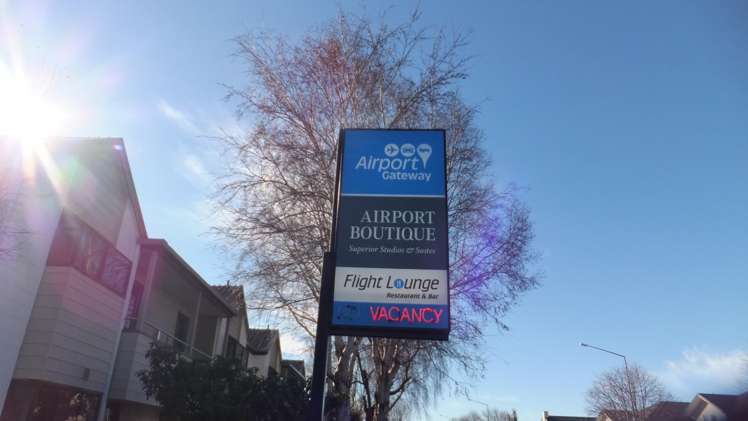 Airport
Gateway
AIRPORT
BOUTIQUE
Superior Studios & Suites
Flight Lounge
Restaurant & Bar
VACANCY